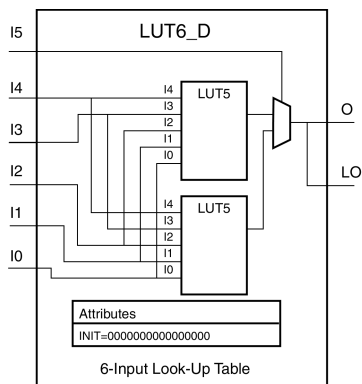 I5
LUT6_D
I4
I3
I2
I1
I0
I4
I3
I2
I1
I0
LUT5
I4
I3
I2
I1
I0
LUT5
O
LO
Attributes
INIT=0000000000000000
6-Input Look-Up Table